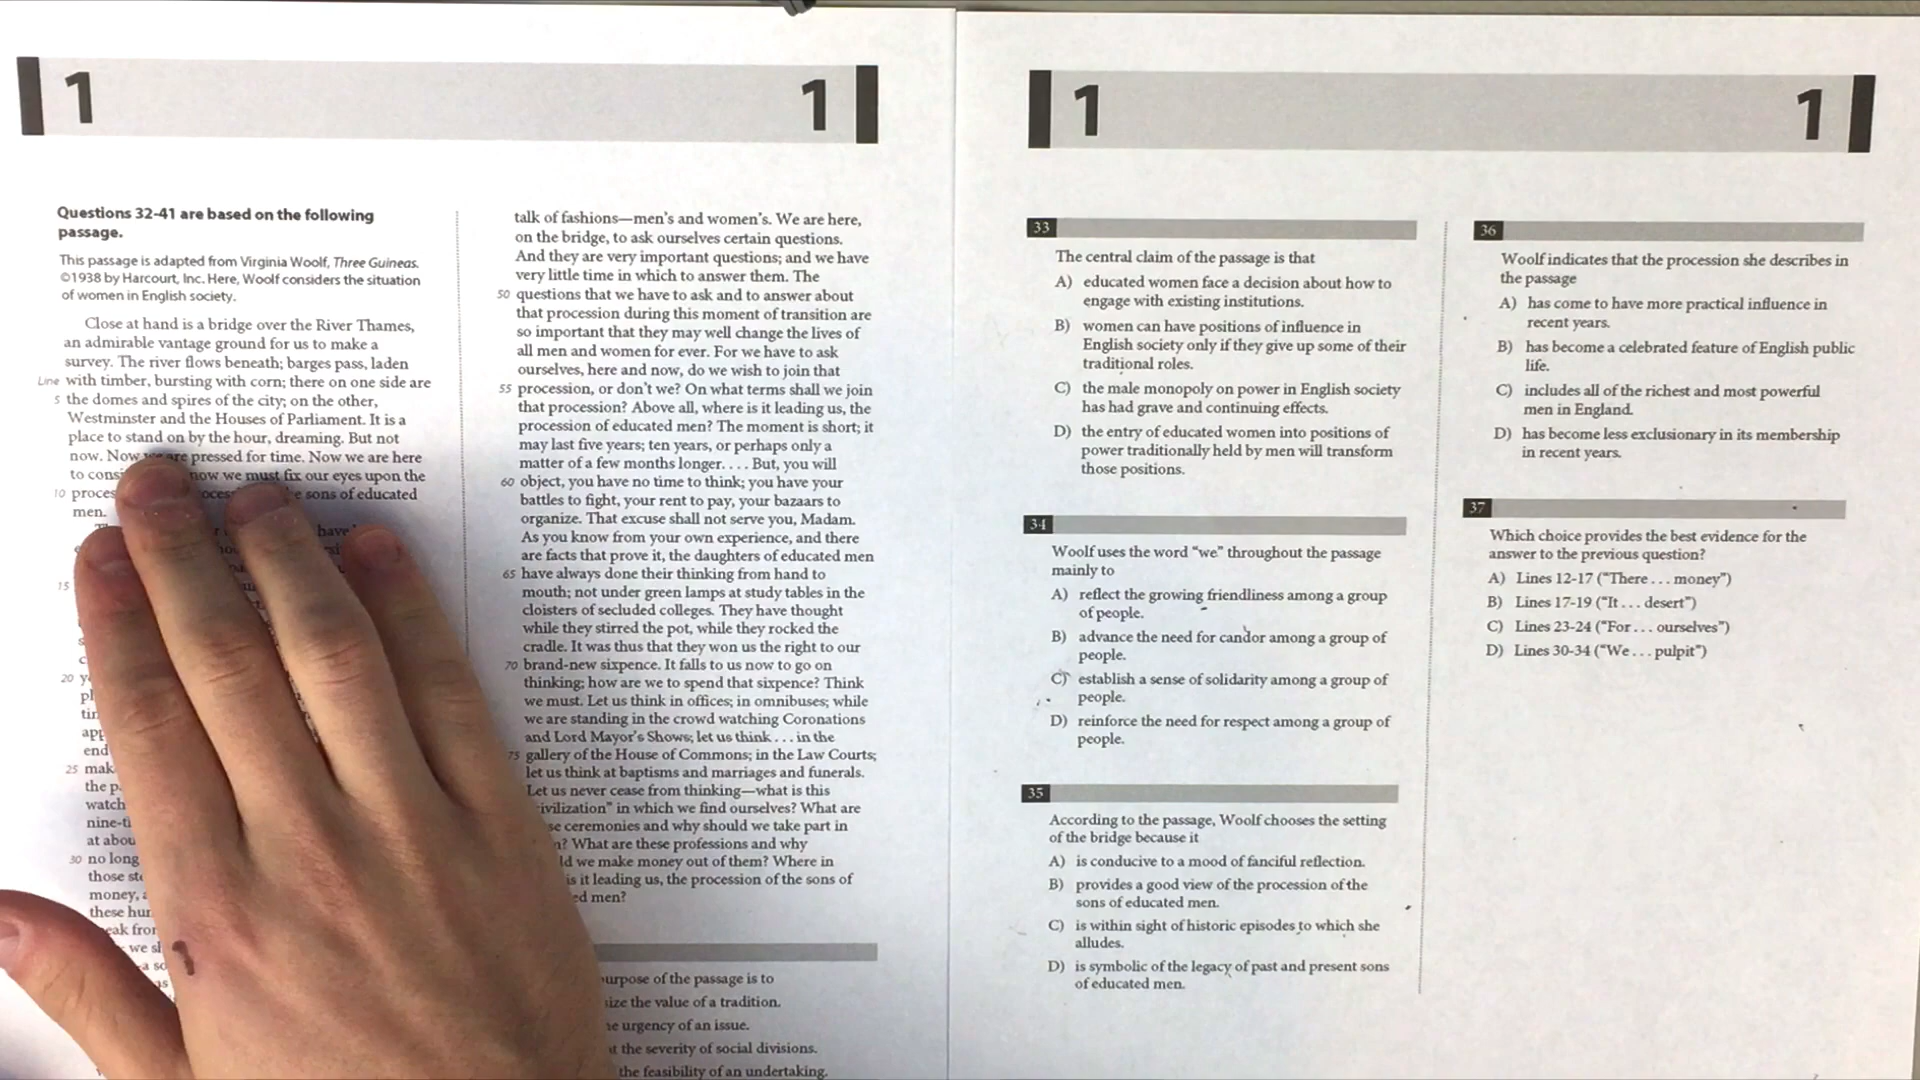 1
1
Questions 32-41 are based on the following
passage.
This passage is adapted from Virginia Woolf, Three Guineas.
©1938 by Harcourt, Inc. Here, Woolf considers the situation
of women in English society.
Close at hand is a bridge over the River Thames,
an admirable vantage ground for us to make a
survey. The river flows beneath; barges pass, laden
Line with timber, bursting with corn; there on one side are
5 the domes and spires of the city; on the other,
Westminster and the Houses of Parliament. It is a
place to stand on by the hour, dreaming. But not
now. Now we are pressed for time. Now we are here
to now we must fix our eyes upon the
10 sons of educated
men.
have
15
20
25
the
watch
at
30 no long
those
money,
these
we
talk of fashions—men's and women's. We are here,
on the bridge, to ask ourselves certain questions.
And they are very important questions; and we have
very little time in which to answer them. The
50 questions that we have to ask and to answer about
that procession during this moment of transition are
so important that they may well change the lives of
all men and women for ever. For we have to ask
ourselves, here and now, do we wish to join that
55 procession, or don't we? On what terms shall we join
that procession? Above all, where is it leading us, the
procession of educated men? The moment is short; it
may last five years; ten years, or perhaps only a
matter of a few months longer. . . . But, you will
60 object, you have no time to think; you have your
battles to fight, your rent to pay, your bazaars to
organize. That excuse shall not serve you, Madam.
As you know from your own experience, and there
are facts that prove it, the daughters of educated men
65 have always done their thinking from hand to
mouth; not under green lamps at study tables in the
cloisters of secluded colleges. They have thought
while they stirred the pot, while they rocked the
cradle. It was thus that they won us the right to our
70 brand-new sixpence. It falls to us now to go on
thinking; how are we to spend that sixpence? Think
we must. Let us think in offices; in omnibuses; while
we are standing in the crowd watching Coronations
and Lord Mayor's Shows; let us think . . . in the
75 gallery of the House of Commons; in the Law Courts;
let us think at baptisms and marriages and funerals.
Let us never cease from thinking—what is this
in which we find ourselves? What are
ceremonies and why should we take part in
What are these professions and why
we make money out of them? Where in
is it leading us, the procession of the sons of
men?
of the passage is to
the value of a tradition.
urgency of an issue.
the severity of social divisions.
the feasibility of an undertaking.
1
1
33
The central claim of the passage is that
A) educated women face a decision about how to
engage with existing institutions.
B) women can have positions of influence in
English society only if they give up some of their
traditional roles.
C) the male monopoly on power in English society
has had grave and continuing effects.
D) the entry of educated women into positions of
power traditionally held by men will transform
those positions.
34
Woolf uses the word “we” throughout the passage
mainly to
A) reflect the growing friendliness among a group
of people.
B) advance the need for candor among a group of
people.
C) establish a sense of solidarity among a group of
people.
D) reinforce the need for respect among a group of
people.
35
According to the passage, Woolf chooses the setting
of the bridge because it
A) is conducive to a mood of fanciful reflection.
B) provides a good view of the procession of the
sons of educated men.
C) is within sight of historic episodes to which she
alludes.
D) is symbolic of the legacy of past and present sons
of educated men.
36
Woolf indicates that the procession she describes in
the passage
A) has come to have more practical influence in
recent years.
B) has become a celebrated feature of English public
life.
C) includes all of the richest and most powerful
men in England.
D) has become less exclusionary in its membership
in recent years.
37
Which choice provides the best evidence for the
answer to the previous question?
A) Lines 12-17 (“There . . . money”)
B) Lines 17-19 (“It . . . desert”)
C) Lines 23-24 (“For . . . ourselves”)
D) Lines 30-34 (“We . . . pulpit”)